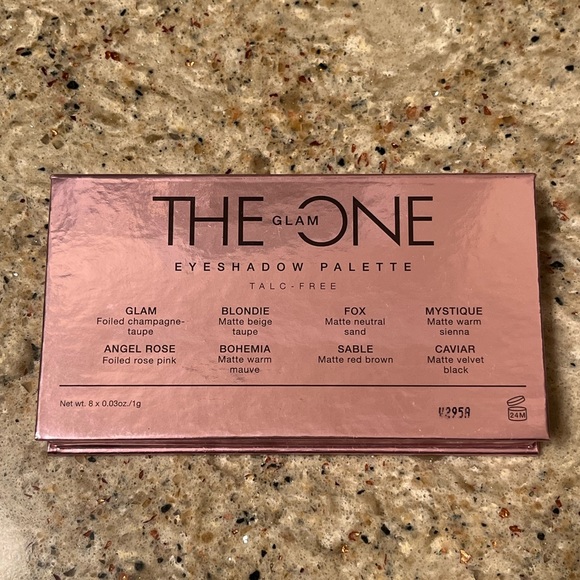 THE GLAM ONE
EYESHADOW PALETTE
TALC-FREE
GLAM
Foiled champagne-
taupe
BLONDIE
Matte beige
taupe
FOX
Matte neutral
sand
MYSTIQUE
Matte warm
sienna
ANGEL ROSE
Foiled rose pink
BOHEMIA
Matte warm
mauve
SABLE
Matte red brown
CAVIAR
Matte velvet
black
Net wt. 8 x 0.03oz./1g
V295A
24M